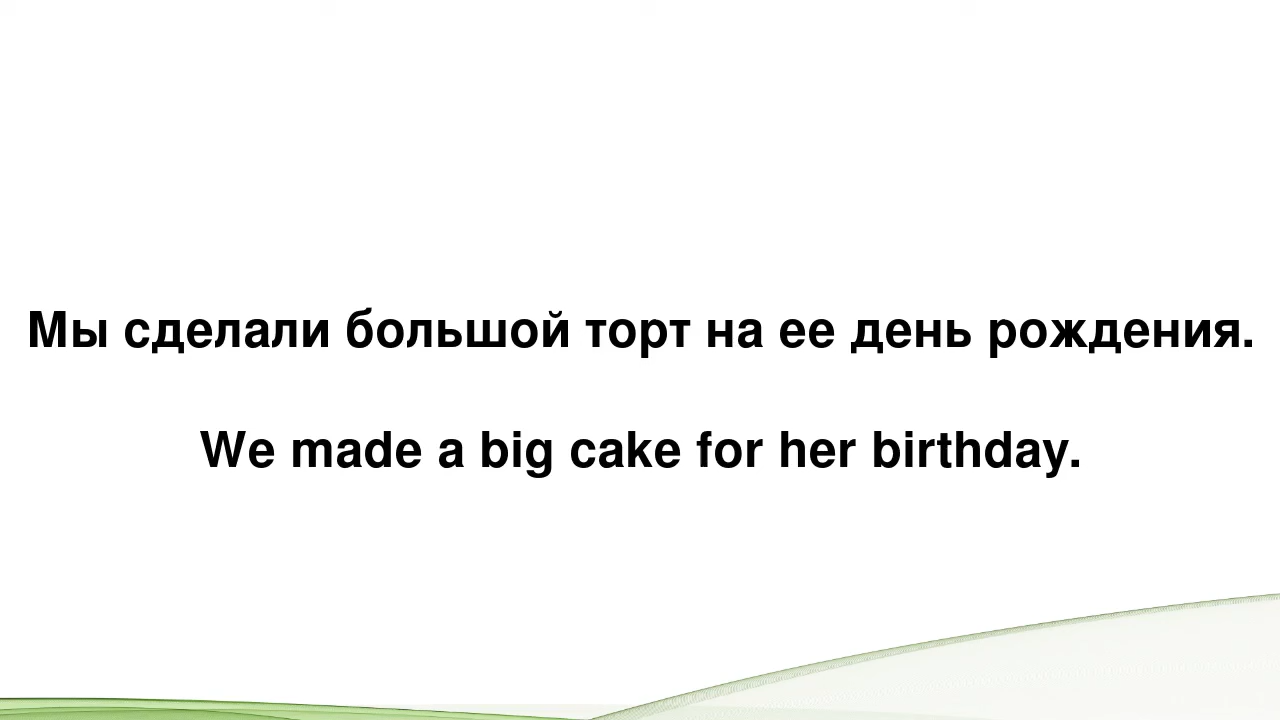 Мы сделали большой торт на ее день рождения.
We made a big cake for her birthday.